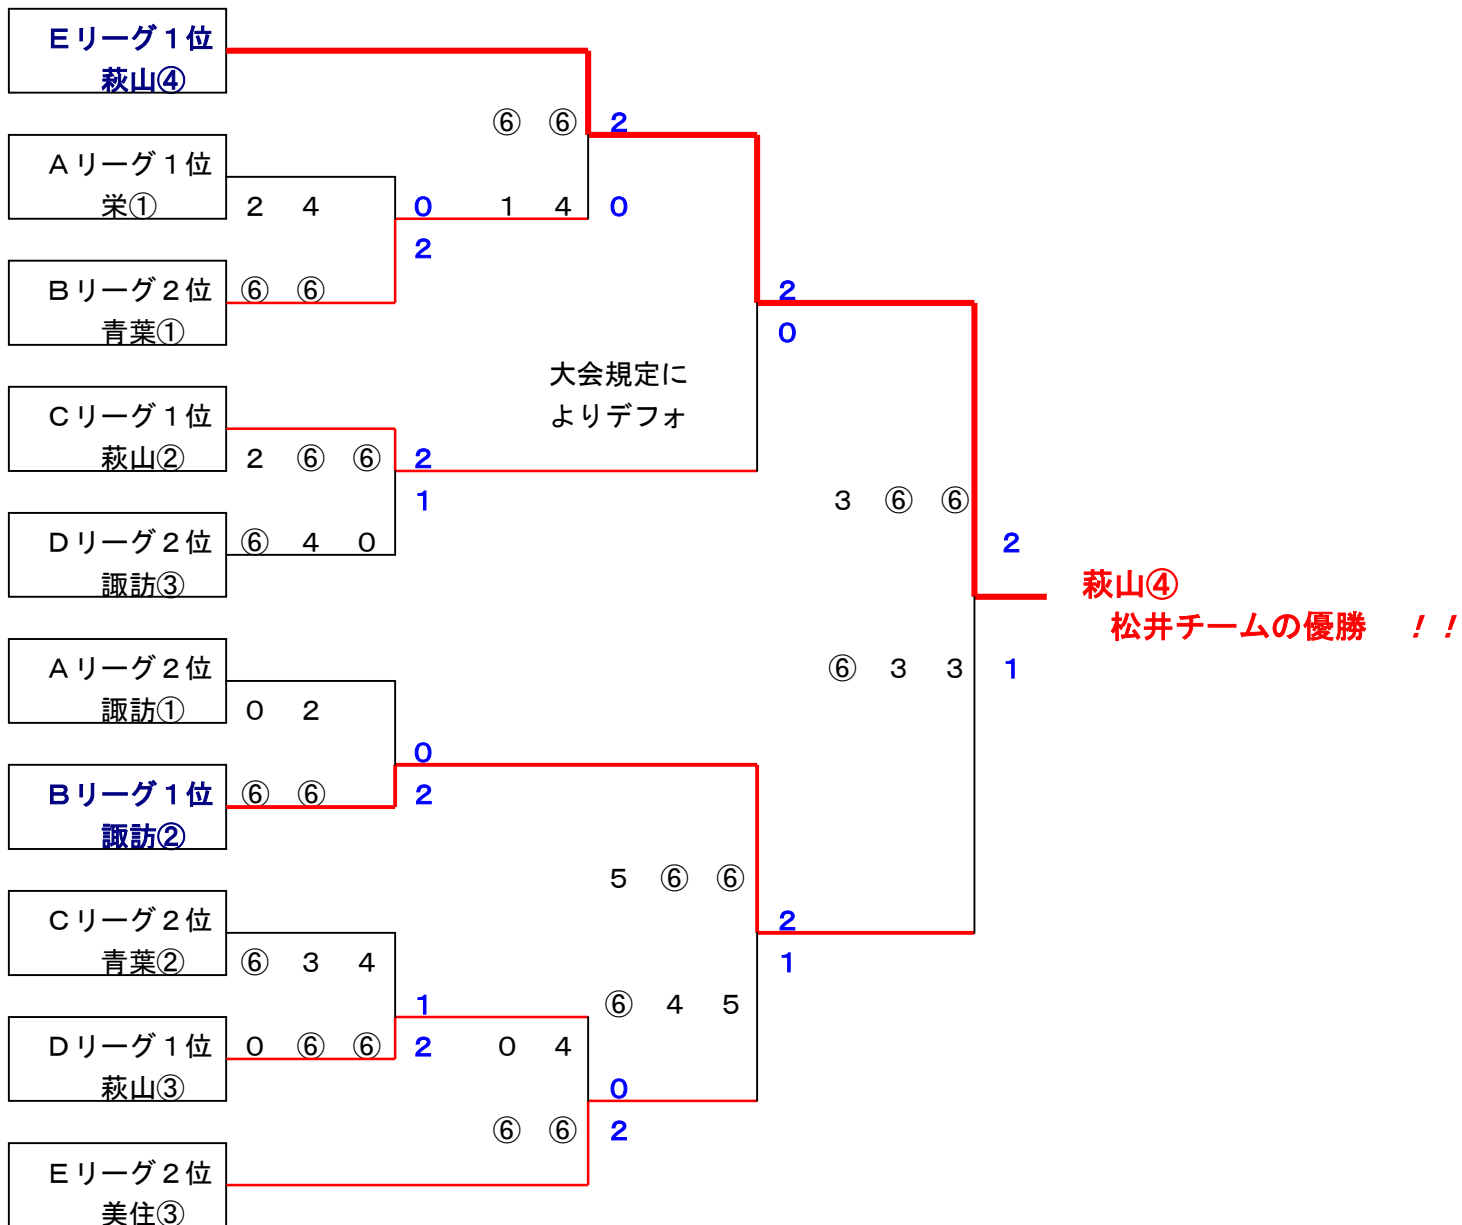 Eリーグ1位
萩山④
⑥ ⑥ 2
Aリーグ1位
栄①
2 4 0 1 4 0
2
Bリーグ2位 ⑥ ⑥ 2
青葉① 0
大会規定に
よりデフォ
Cリーグ1位
萩山② 2 ⑥ ⑥ 2
1 3 ⑥ ⑥
Dリーグ2位 ⑥ 4 0 2
諏訪③
萩山④
松井チームの優勝 !!
Aリーグ2位 ⑥ 3 3 1
諏訪① 0 2
0
Bリーグ1位 ⑥ ⑥ 2
諏訪②
5 ⑥ ⑥
Cリーグ2位 2
青葉② ⑥ 3 4 1
1 ⑥ 4 5
Dリーグ1位 0 ⑥ ⑥ 2 0 4
萩山③ 0
⑥ ⑥ 2
Eリーグ2位
美住③